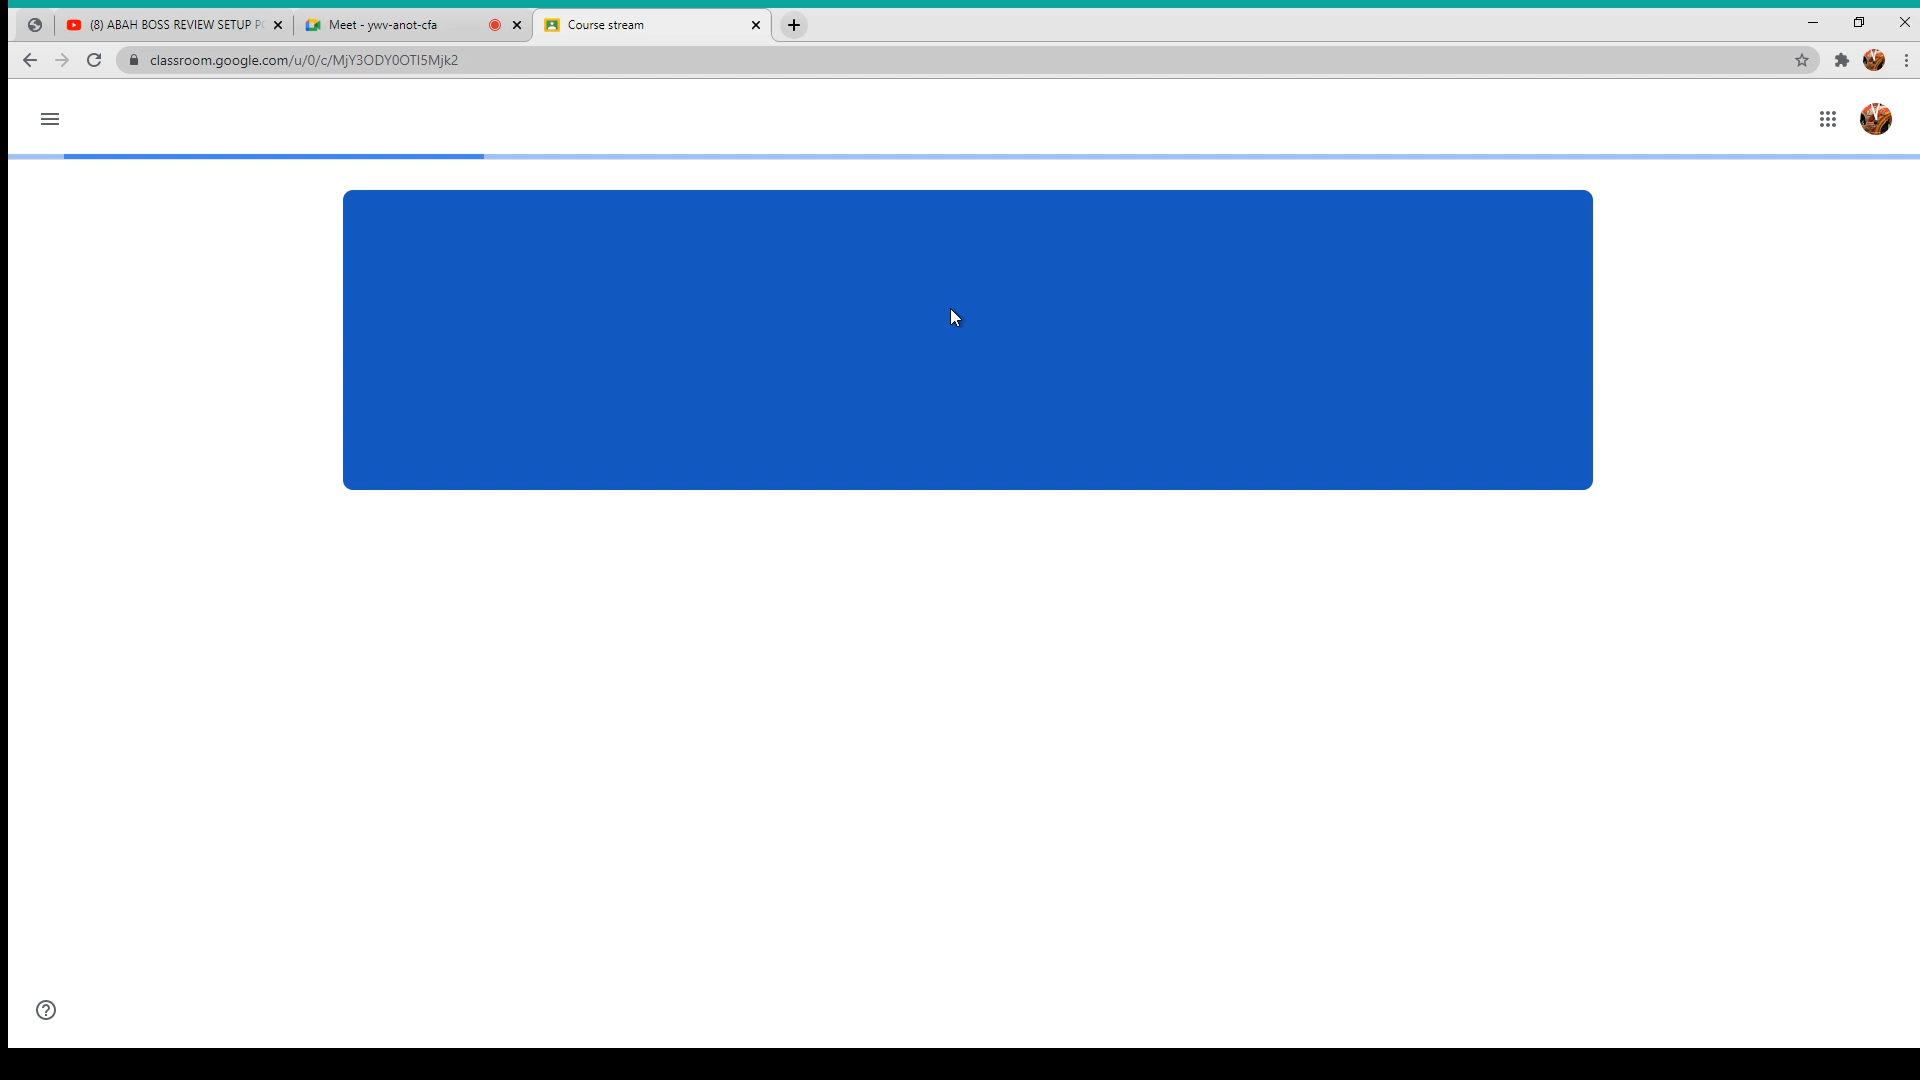 (8) ABAH BOSS REVIEW SETUP
Meet - ywv-anot-cfa
Course stream
classroom.google.com/u/0/c/MjY3ODY0OTI5Mjk2